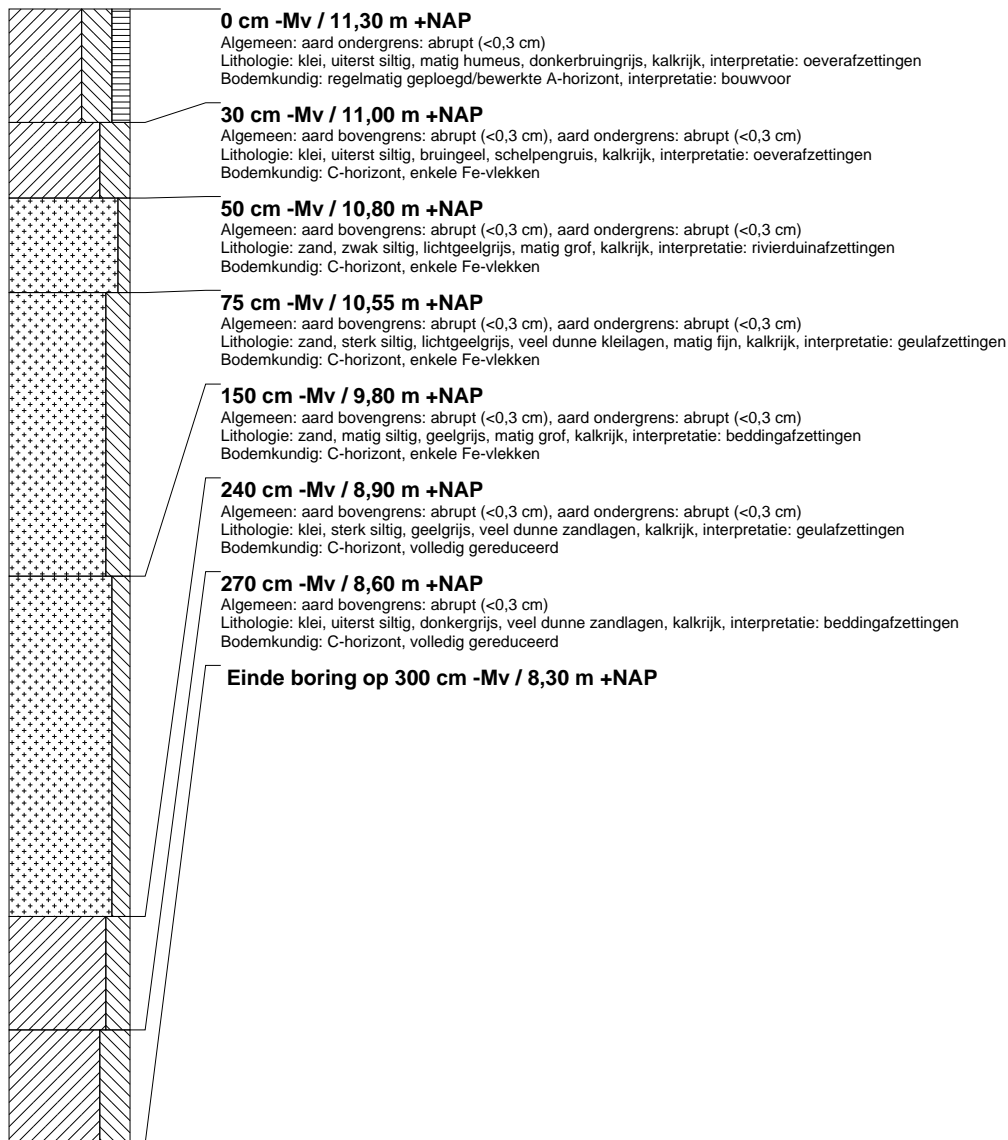 0 cm -Mv / 11,30 m +NAP
Algemeen: aard ondergrens: abrupt (<0,3 cm)
Lithologie: klei, uiterst siltig, matig humeus, donkerbruingrijs, kalkrijk, interpretatie: oeverafzettingen
Bodemkundig: regelmatig geploegd/bewerkte A-horizont, interpretatie: bouwvoor
30 cm -Mv / 11,00 m +NAP
Algemeen: aard bovengrens: abrupt (<0,3 cm), aard ondergrens: abrupt (<0,3 cm)
Lithologie: klei, uiterst siltig, bruingeel, schelpengruis, kalkrijk, interpretatie: oeverafzettingen
Bodemkundig: C-horizont, enkele Fe-vlekken
50 cm -Mv / 10,80 m +NAP
Algemeen: aard bovengrens: abrupt (<0,3 cm), aard ondergrens: abrupt (<0,3 cm)
Lithologie: zand, zwak siltig, lichtgeelgrijs, matig grof, kalkrijk, interpretatie: rivierduinafzettingen
Bodemkundig: C-horizont, enkele Fe-vlekken
75 cm -Mv / 10,55 m +NAP
Algemeen: aard bovengrens: abrupt (<0,3 cm), aard ondergrens: abrupt (<0,3 cm)
Lithologie: zand, sterk siltig, lichtgeelgrijs, veel dunne kleilagen, matig fijn, kalkrijk, interpretatie: geulafzettingen
Bodemkundig: C-horizont, enkele Fe-vlekken
150 cm -Mv / 9,80 m +NAP
Algemeen: aard bovengrens: abrupt (<0,3 cm), aard ondergrens: abrupt (<0,3 cm)
Lithologie: zand, matig siltig, geelgrijs, matig grof, kalkrijk, interpretatie: beddingafzettingen
Bodemkundig: C-horizont, enkele Fe-vlekken
240 cm -Mv / 8,90 m +NAP
Algemeen: aard bovengrens: abrupt (<0,3 cm), aard ondergrens: abrupt (<0,3 cm)
Lithologie: klei, sterk siltig, geelgrijs, veel dunne zandlagen, kalkrijk, interpretatie: geulafzettingen
Bodemkundig: C-horizont, volledig gereduceerd
270 cm -Mv / 8,60 m +NAP
Algemeen: aard bovengrens: abrupt (<0,3 cm)
Lithologie: klei, uiterst siltig, donkergrijs, veel dunne zandlagen, kalkrijk, interpretatie: beddingafzettingen
Bodemkundig: C-horizont, volledig gereduceerd
Einde boring op 300 cm -Mv / 8,30 m +NAP